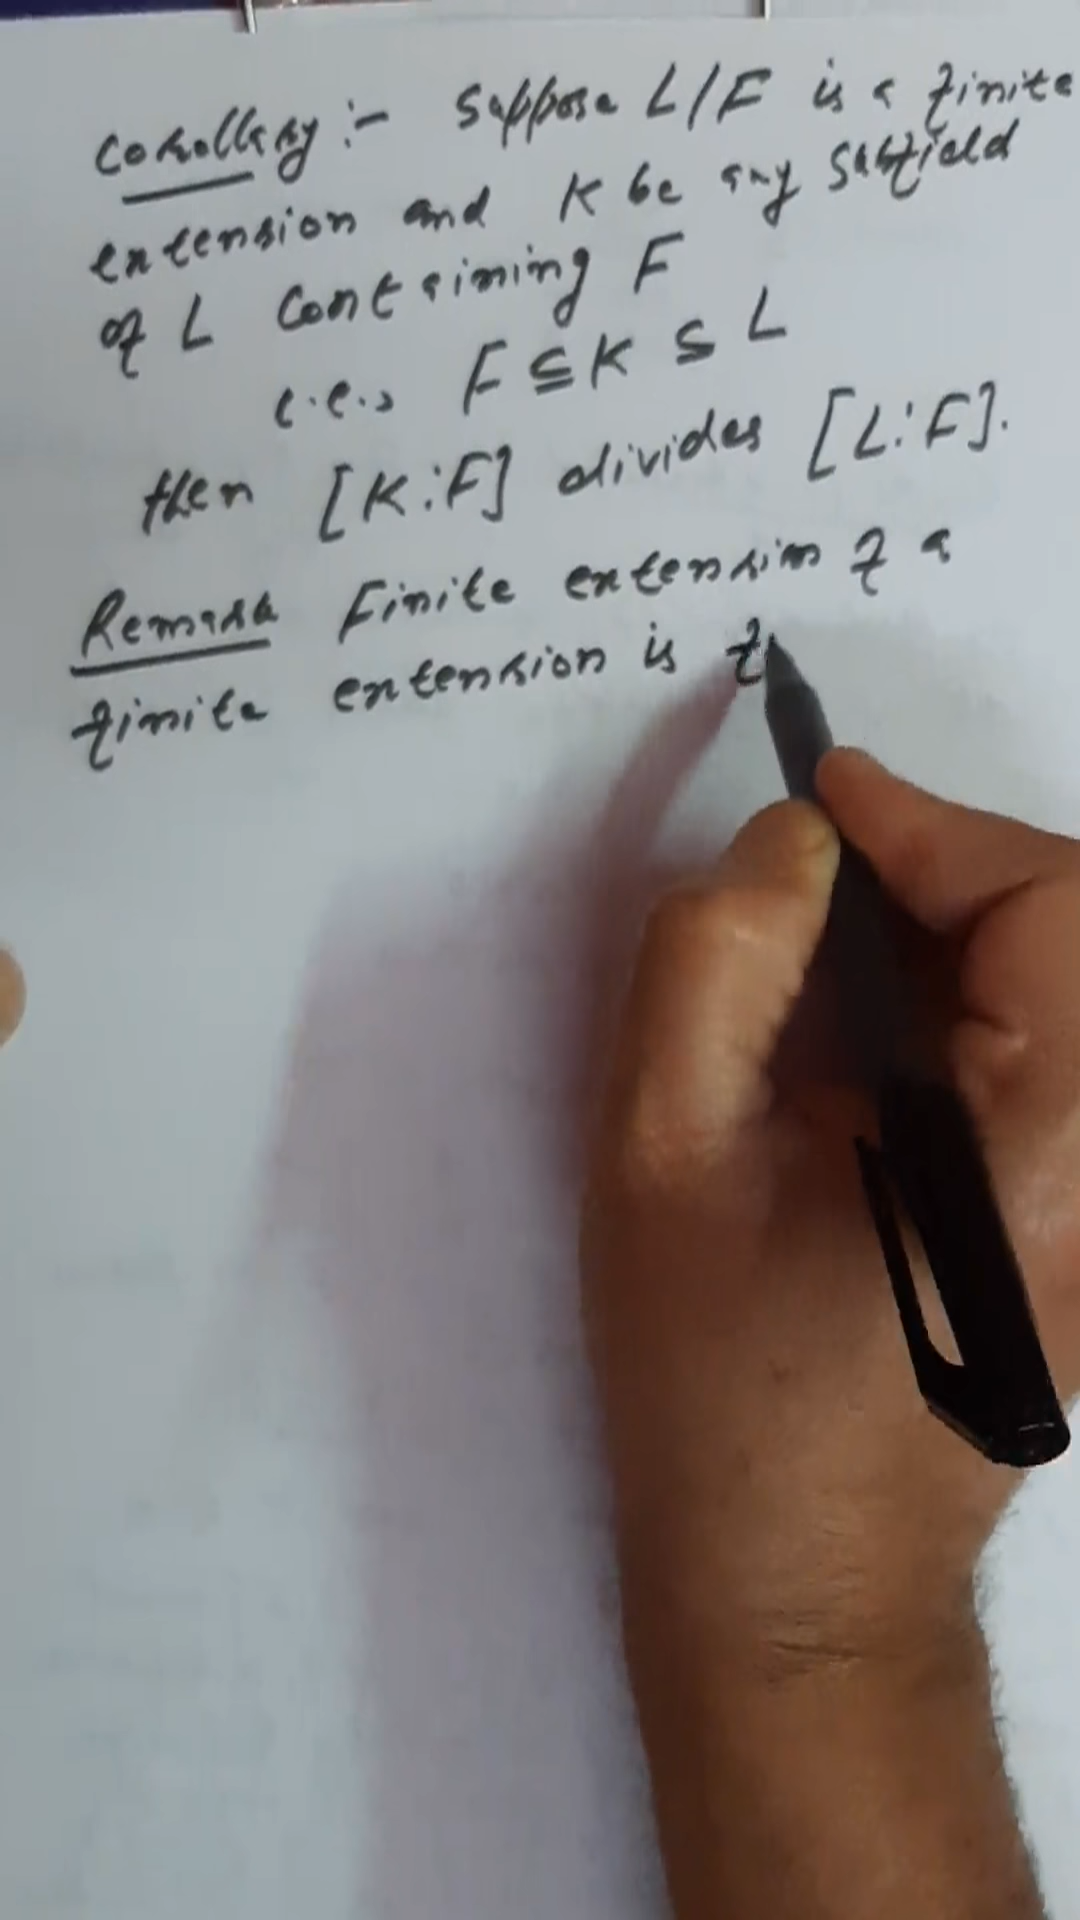 Corollary :- Suppose L/F is a finite
extension and K be any subfield
of L containing F
i.e., F ⊆ K ⊆ L
then [K:F] divides [L:F].
Remark Finite extension of a
finite extension is